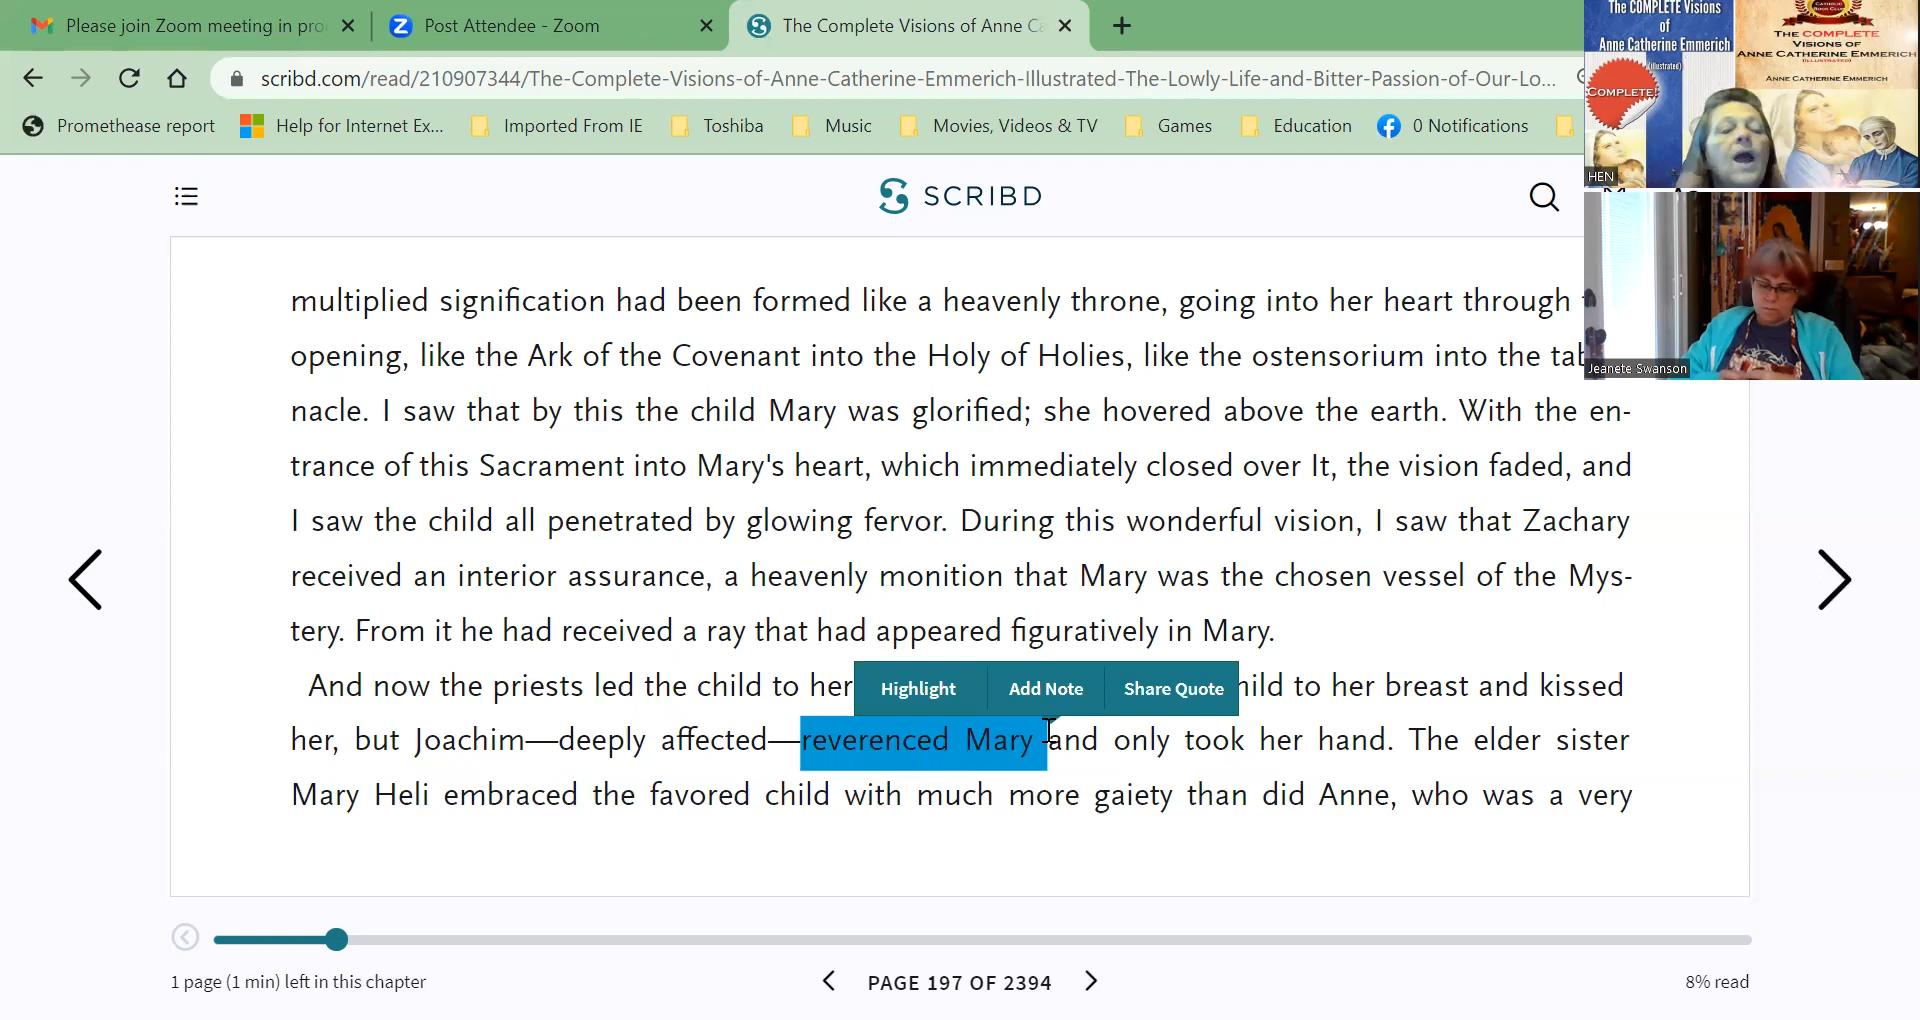 Please join Zoom meeting in pro
Post Attendee - Zoom
The Complete Visions of Anne Ca
scribd.com/read/210907344/The-Complete-Visions-of-Anne-Catherine-Emmerich-Illustrated-The-Lowly-Life-and-Bitter-Passion-of-Our-Lo...
Promethease report
Help for Internet Ex...
Imported From IE
Toshiba
Music
Movies, Videos & TV
Games
Education
0 Notifications
The COMPLETE Visions
of
Anne Catherine Emmerich
(Illustrated)
COMPLETE!
THE COMPLETE
VISIONS OF
ANNE CATHERINE EMMERICH
(ILLUSTRATED)
ANNE CATHERINE EMMERICH
HEN
Jeanete Swanson
SCRIBD
multiplied signification had been formed like a heavenly throne, going into her heart through
opening, like the Ark of the Covenant into the Holy of Holies, like the ostensorium into the tab
nacle. I saw that by this the child Mary was glorified; she hovered above the earth. With the en-
trance of this Sacrament into Mary's heart, which immediately closed over It, the vision faded, and
I saw the child all penetrated by glowing fervor. During this wonderful vision, I saw that Zachary
received an interior assurance, a heavenly monition that Mary was the chosen vessel of the Mys-
tery. From it he had received a ray that had appeared figuratively in Mary.
And now the priests led the child to her hild to her breast and kissed
Highlight Add Note Share Quote
her, but Joachim—deeply affected—reverenced Mary and only took her hand. The elder sister
Mary Heli embraced the favored child with much more gaiety than did Anne, who was a very
1 page (1 min) left in this chapter
PAGE 197 OF 2394
8% read